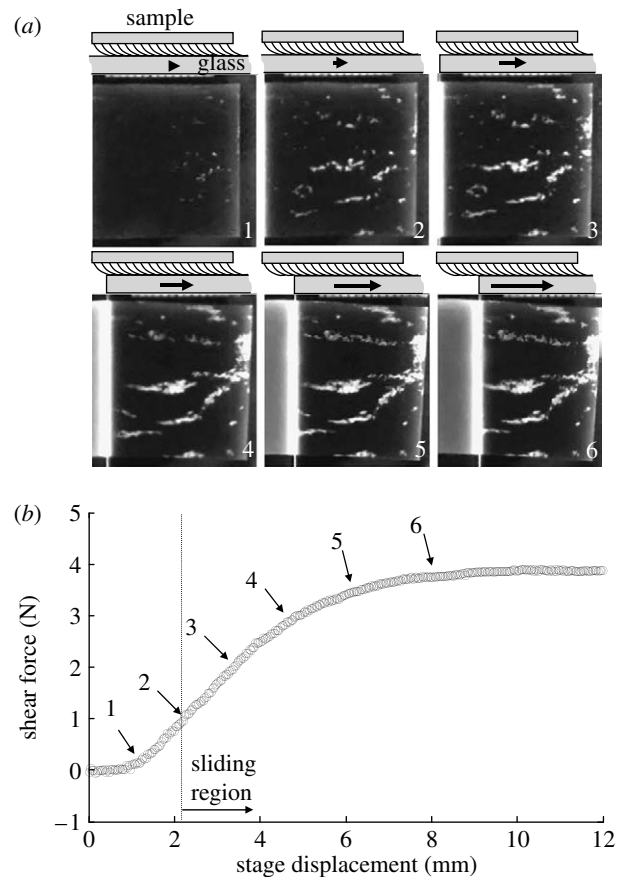 (a)
sample
glass
1
2
3
4
5
6
(b)
5
4
3
2
1
0
−1
shear force (N)
1
2
3
4
5
6
sliding
region
0 2 4 6 8 10 12
stage displacement (mm)